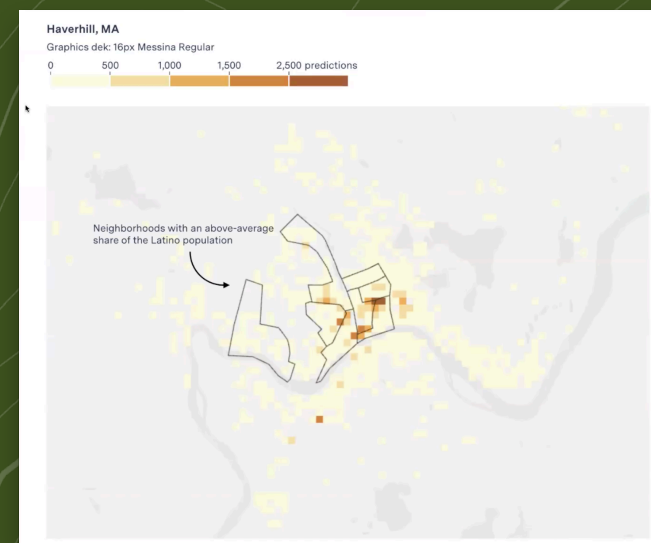 Haverhill, MA
Graphics dek: 16px Messina Regular
0 500 1,000 1,500 2,500 predictions
Neighborhoods with an above-average
share of the Latino population